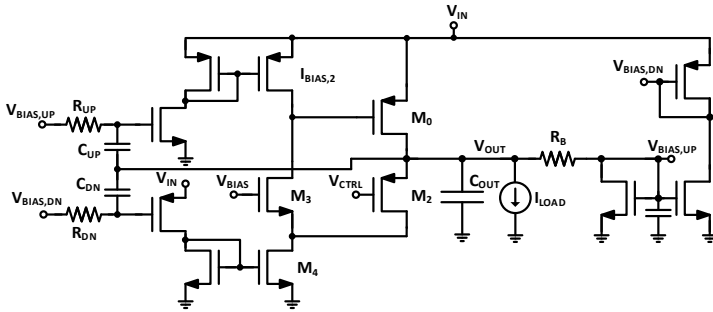 V_IN
I_BIAS,2
V_BIAS,DN
V_BIAS,UP
R_UP
M_0
C_UP
V_OUT
R_B
V_BIAS,UP
C_DN
V_IN
V_BIAS
M_3
V_CTRL
M_2
C_OUT
I_LOAD
V_BIAS,DN
R_DN
M_4